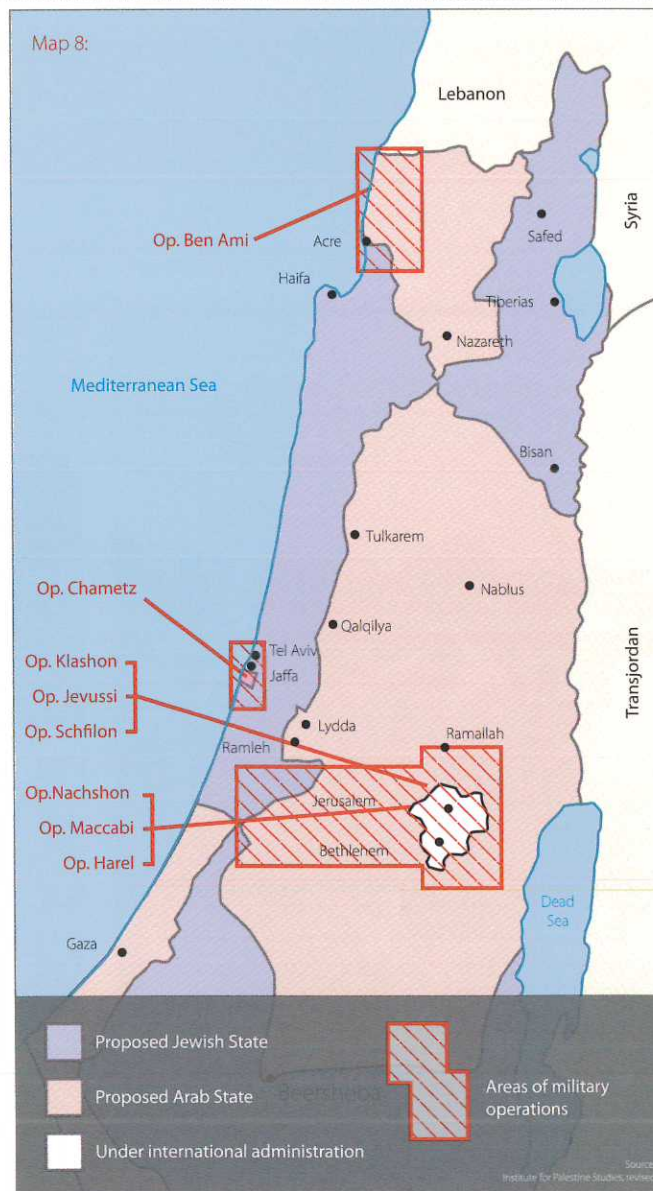 Map 8:
Lebanon
Syria
Op. Ben Ami
Acre
Safed
Haifa
Tiberias
Nazareth
Mediterranean Sea
Bisan
Tulkarem
Op. Chametz
Nablus
Qalqilya
Tel Aviv
Op. Klashon
Jaffa
Transjordan
Op. Jevussi
Lydda
Op. Schfilon
Ramleh
Ramallah
Op.Nachshon
Jerusalem
Op. Maccabi
Bethlehem
Op. Harel
Dead
Sea
Gaza
Proposed Jewish State
Beersheba
Proposed Arab State
Under international administration
Areas of military
operations
Source
Institute for Palestine Studies, revised